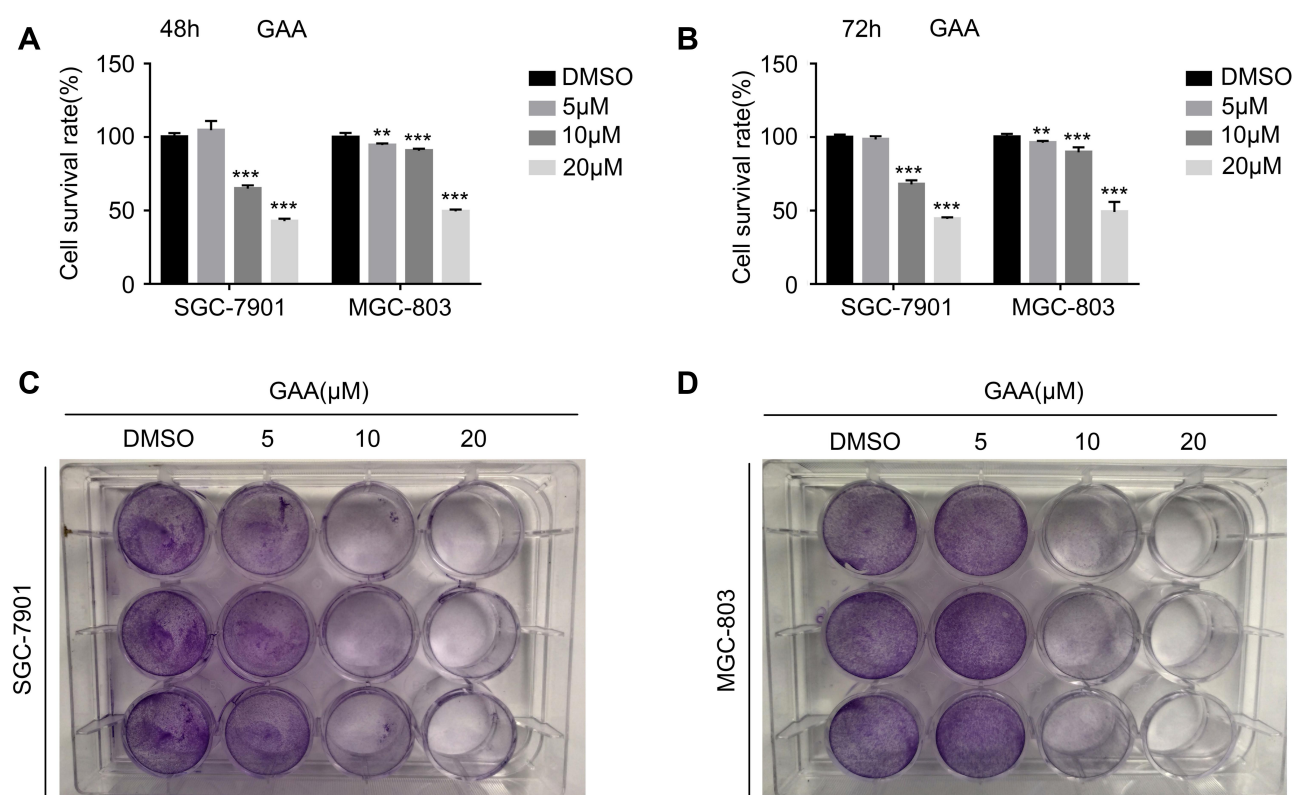 A
48h GAA
Cell survival rate(%)
150
100
50
0
***
***
**
***
***
SGC-7901
MGC-803
DMSO
5μM
10μM
20μM
B
72h GAA
Cell survival rate(%)
150
100
50
0
***
***
**
***
***
SGC-7901
MGC-803
DMSO
5μM
10μM
20μM
C
GAA(μM)
DMSO 5 10 20
SGC-7901
D
GAA(μM)
DMSO 5 10 20
MGC-803